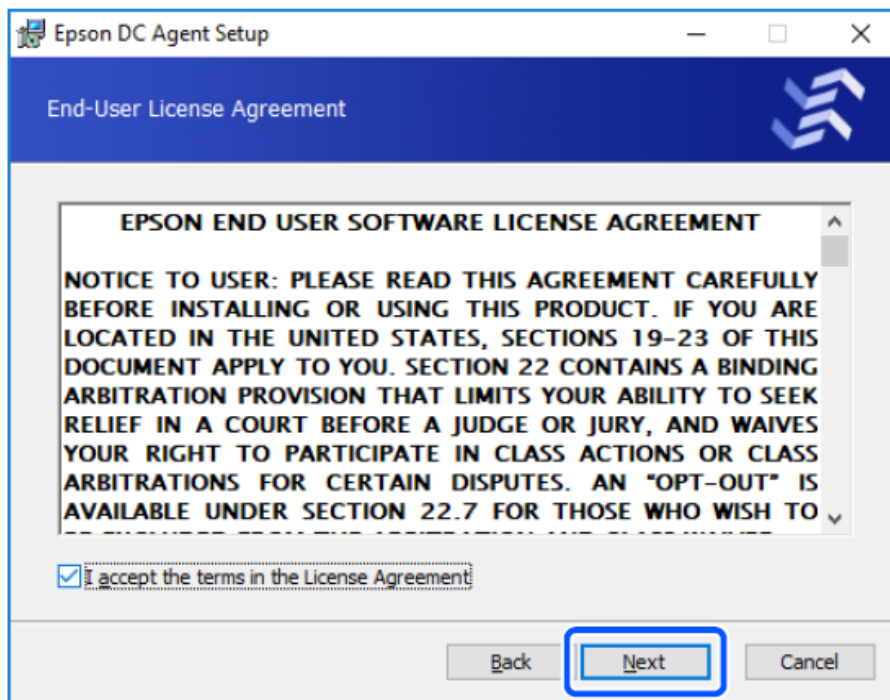 Epson DC Agent Setup
End-User License Agreement
EPSON END USER SOFTWARE LICENSE AGREEMENT
NOTICE TO USER: PLEASE READ THIS AGREEMENT CAREFULLY
BEFORE INSTALLING OR USING THIS PRODUCT. IF YOU ARE
LOCATED IN THE UNITED STATES, SECTIONS 19–23 OF THIS
DOCUMENT APPLY TO YOU. SECTION 22 CONTAINS A BINDING
ARBITRATION PROVISION THAT LIMITS YOUR ABILITY TO SEEK
RELIEF IN A COURT BEFORE A JUDGE OR JURY, AND WAIVES
YOUR RIGHT TO PARTICIPATE IN CLASS ACTIONS OR CLASS
ARBITRATIONS FOR CERTAIN DISPUTES. AN "OPT-OUT" IS
AVAILABLE UNDER SECTION 22.7 FOR THOSE WHO WISH TO
I accept the terms in the License Agreement
Back Next Cancel